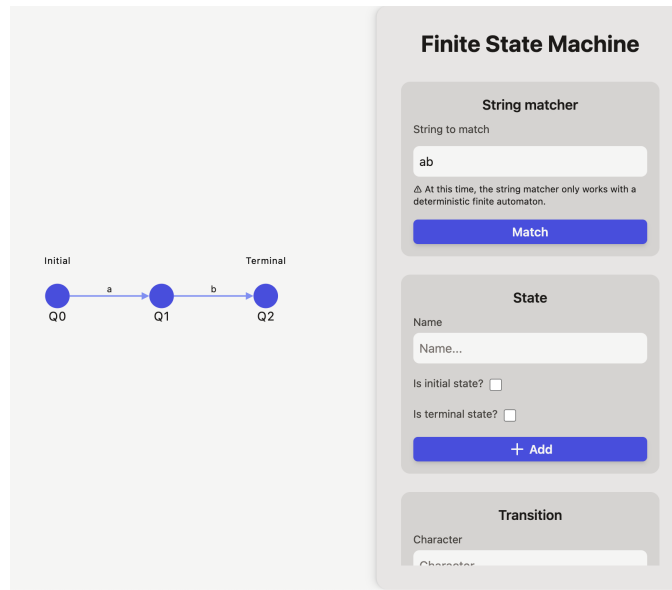 Finite State Machine
String matcher
String to match
ab
⚠ At this time, the string matcher only works with a
deterministic finite automaton.
Match
State
Name
Name...
Is initial state?
Is terminal state?
+ Add
Transition
Character
Character...
Initial
Terminal
a
b
Q0
Q1
Q2